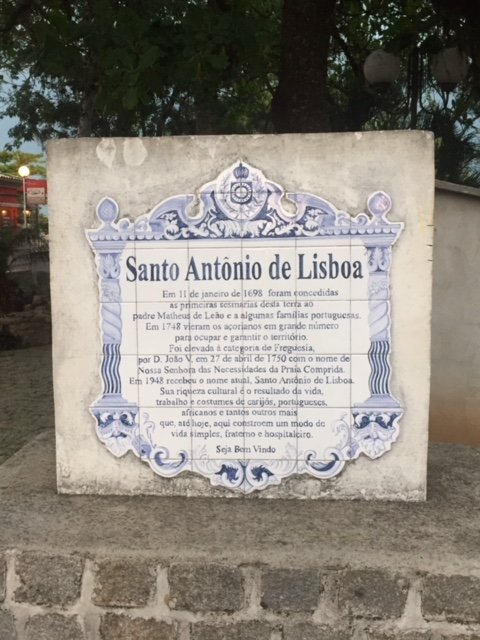 Santo Antônio de Lisboa
Em 11 de janeiro de 1698 foram concedidas
as primeiras sesmarias desta terra ao
padre Matheus de Leão e a algumas famílias portuguesas.
Em 1748 vieram os açorianos em grande número
para ocupar e garantir o território.
Foi elevada à categoria de Freguesia,
por D. João V, em 27 de abril de 1750 com o nome de
Nossa Senhora das Necessidades da Praia Comprida.
Em 1948 recebeu o nome atual, Santo Antônio de Lisboa.
Sua riqueza cultural é o resultado da vida,
trabalho e costumes de carijós, portugueses,
africanos e tantos outros mais
que, até hoje, aqui constroem um modo de
vida simples, fraterno e hospitaleiro.
Seja Bem Vindo